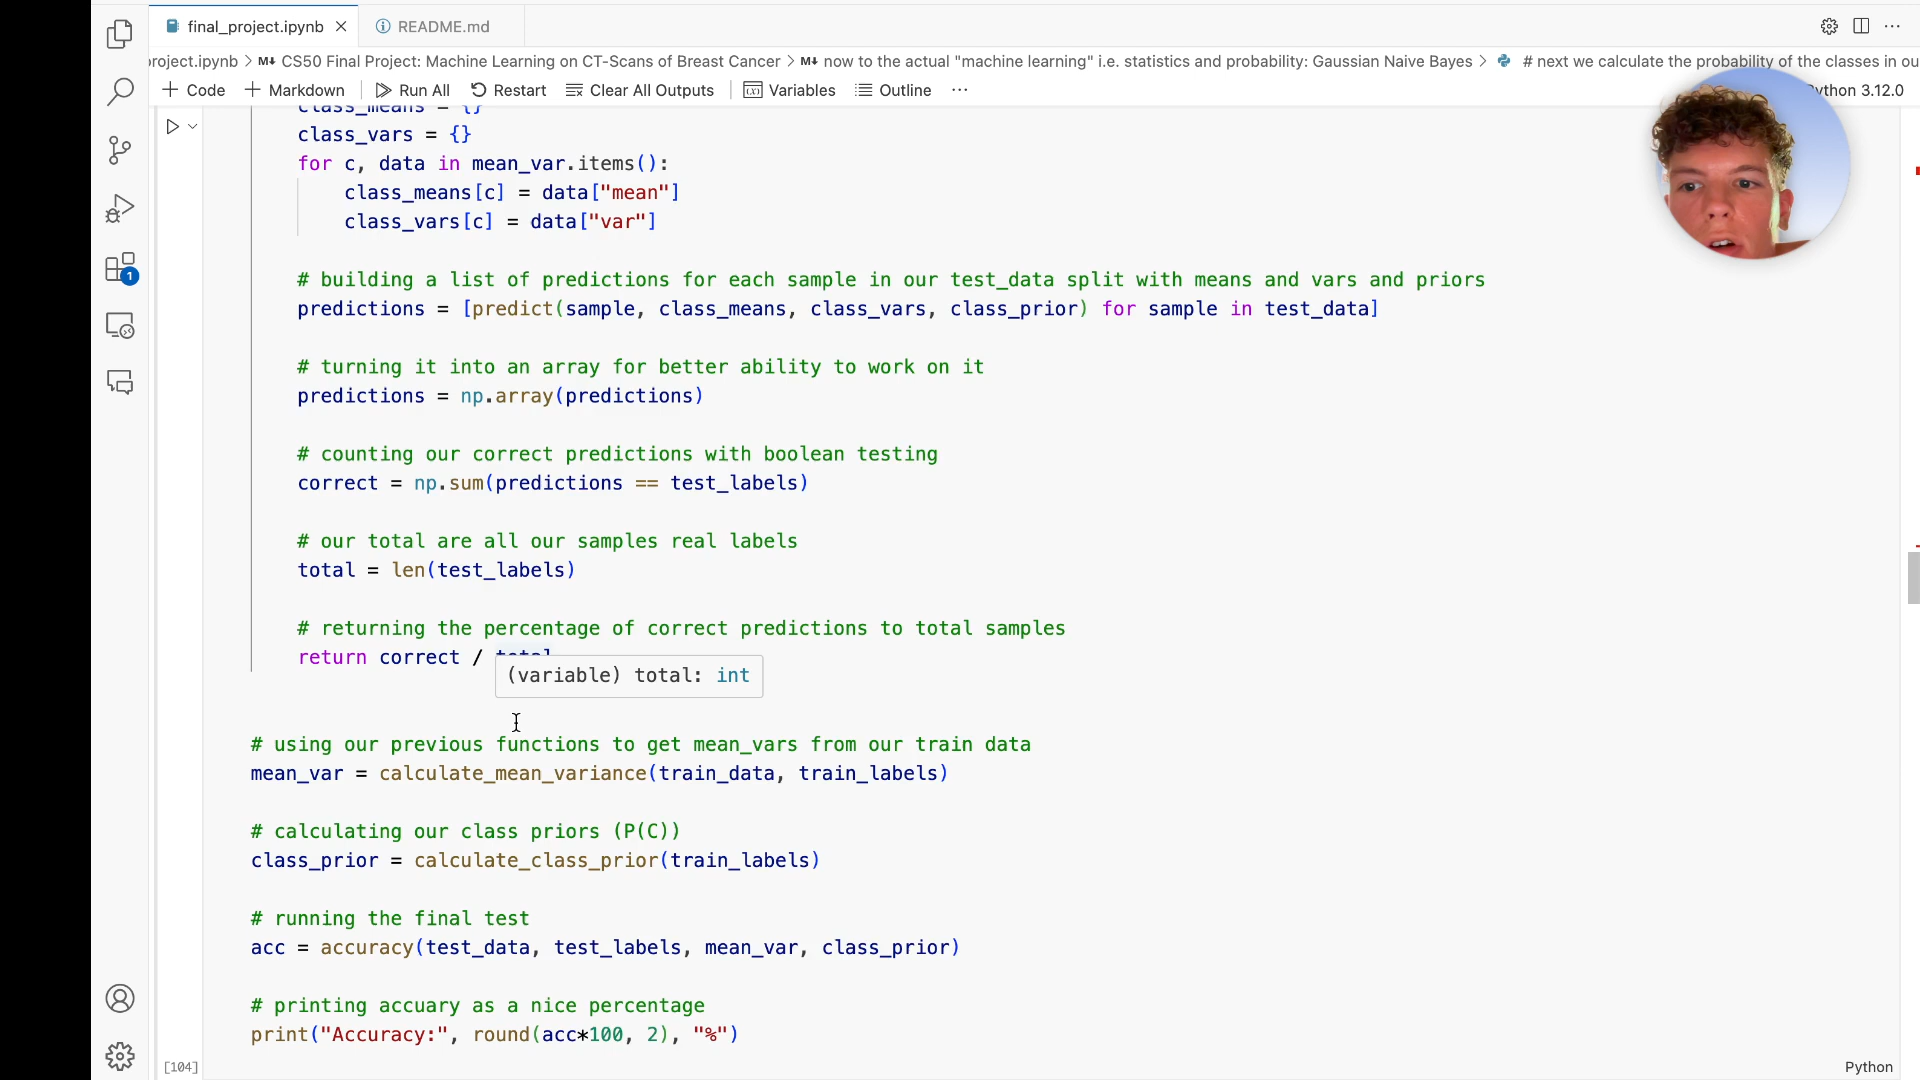 final_project.ipynb
README.md
project.ipynb > M↓ CS50 Final Project: Machine Learning on CT-Scans of Breast Cancer > M↓ now to the actual "machine learning" i.e. statistics and probability: Gaussian Naive Bayes > # next we calculate the probability of the classes in ou
+ Code + Markdown Run All Restart Clear All Outputs Variables Outline ··· Python 3.12.0
class_means = {}
class_vars = {}
for c, data in mean_var.items():
class_means[c] = data["mean"]
class_vars[c] = data["var"]
# building a list of predictions for each sample in our test_data split with means and vars and priors
predictions = [predict(sample, class_means, class_vars, class_prior) for sample in test_data]
# turning it into an array for better ability to work on it
predictions = np.array(predictions)
# counting our correct predictions with boolean testing
correct = np.sum(predictions == test_labels)
# our total are all our samples real labels
total = len(test_labels)
1
# returning the percentage of correct predictions to total samples
return correct / total
(variable) total: int
# using our previous functions to get mean_vars from our train data
mean_var = calculate_mean_variance(train_data, train_labels)
# calculating our class priors (P(C))
class_prior = calculate_class_prior(train_labels)
# running the final test
acc = accuracy(test_data, test_labels, mean_var, class_prior)
# printing accuary as a nice percentage
print("Accuracy:", round(acc*100, 2), "%")
[104]
Python